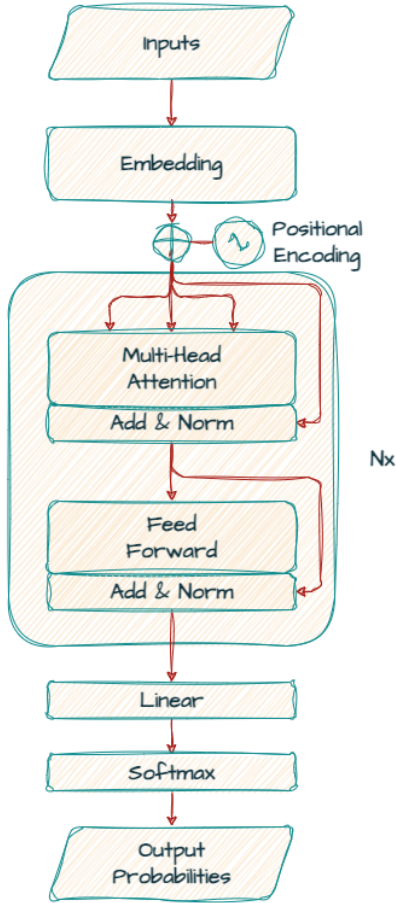 Inputs
Embedding
Positional
Encoding
Multi-Head
Attention
Add & Norm
Nx
Feed
Forward
Add & Norm
Linear
Softmax
Output
Probabilities